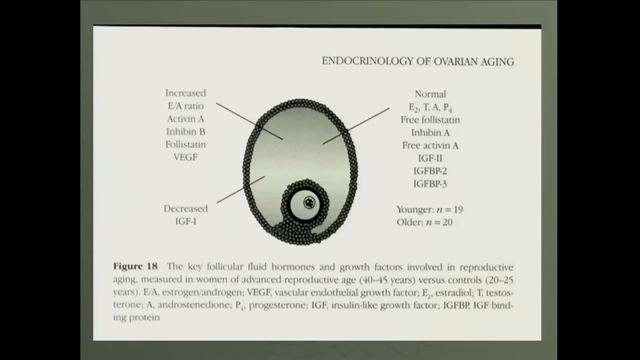 ENDOCRINOLOGY OF OVARIAN AGING
Increased
E/A ratio
Activin A
Inhibin B
Follistatin
VEGF
Decreased
IGF-I
Normal
E₂, T, A, P₄
Free follistatin
Inhibin A
Free activin A
IGF-II
IGFBP-2
IGFBP-3
Younger: n = 19
Older: n = 20
Figure 18 The key follicular fluid hormones and growth factors involved in reproductive
aging, measured in women of advanced reproductive age (40–45 years) versus controls (20–25
years). E/A, estrogen/androgen; VEGF, vascular endothelial growth factor; E₂, estradiol; T, testos-
terone; A, androstenedione; P₄, progesterone; IGF, insulin-like growth factor; IGFBP, IGF bind-
ing protein